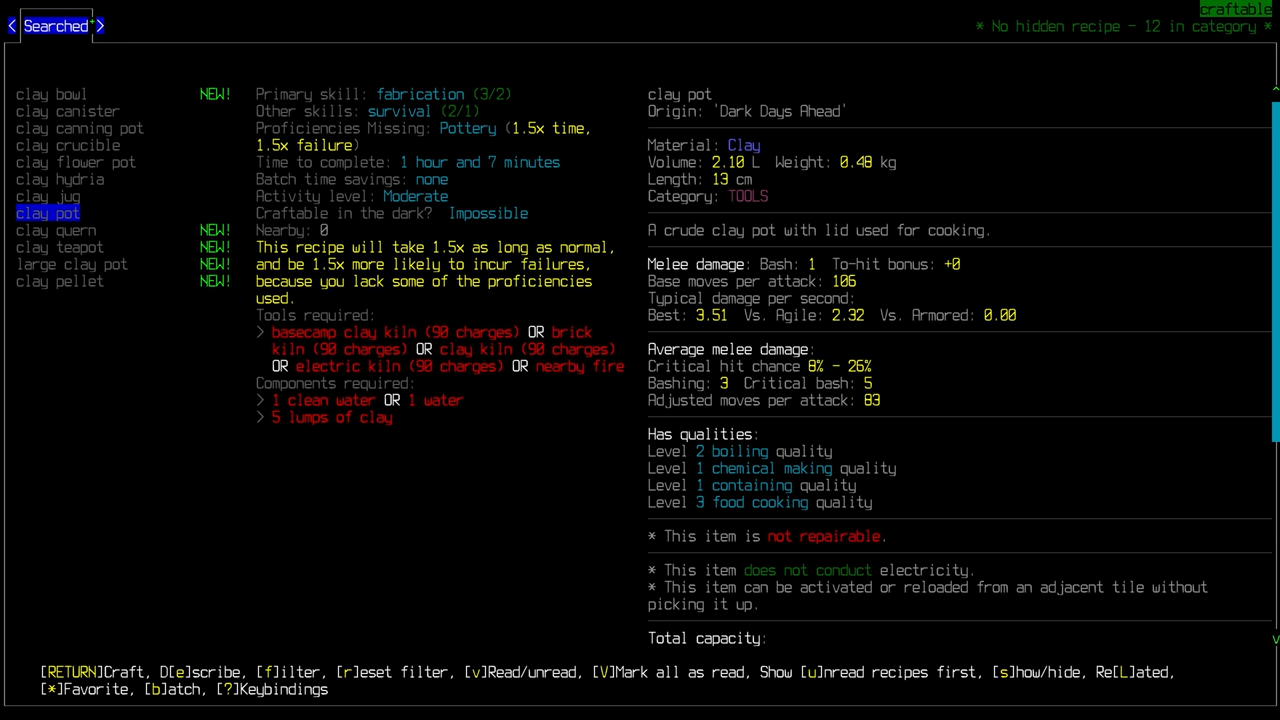 craftable
< Searched+ >
* No hidden recipe - 12 in category *
clay bowl NEW!
clay canister
clay canning pot
clay crucible
clay flower pot
clay hydria
clay jug
clay pot
clay quern NEW!
clay teapot NEW!
large clay pot NEW!
clay pellet NEW!
Primary skill: fabrication (3/2)
Other skills: survival (2/1)
Proficiencies Missing: Pottery (1.5x time,
1.5x failure)
Time to complete: 1 hour and 7 minutes
Batch time savings: none
Activity level: Moderate
Craftable in the dark? Impossible
Nearby: 0
This recipe will take 1.5x as long as normal,
and be 1.5x more likely to incur failures,
because you lack some of the proficiencies
used.
Tools required:
> basecamp clay kiln (90 charges) OR brick
kiln (90 charges) OR clay kiln (90 charges)
OR electric kiln (90 charges) OR nearby fire
Components required:
> 1 clean water OR 1 water
> 5 lumps of clay
clay pot
Origin: 'Dark Days Ahead'
Material: Clay
Volume: 2.10 L Weight: 0.48 kg
Length: 13 cm
Category: TOOLS
A crude clay pot with lid used for cooking.
Melee damage: Bash: 1 To-hit bonus: +0
Base moves per attack: 106
Typical damage per second:
Best: 3.51 Vs. Agile: 2.32 Vs. Armored: 0.00
Average melee damage:
Critical hit chance 8% - 26%
Bashing: 3 Critical bash: 5
Adjusted moves per attack: 83
Has qualities:
Level 2 boiling quality
Level 1 chemical making quality
Level 1 containing quality
Level 3 food cooking quality
* This item is not repairable.
* This item does not conduct electricity.
* This item can be activated or reloaded from an adjacent tile without
picking it up.
Total capacity:
[RETURN]Craft, D[e]scribe, [f]ilter, [r]eset filter, [v]Read/unread, [V]Mark all as read, Show [u]nread recipes first, [s]how/hide, Re[L]ated,
[*]Favorite, [b]atch, [?]Keybindings